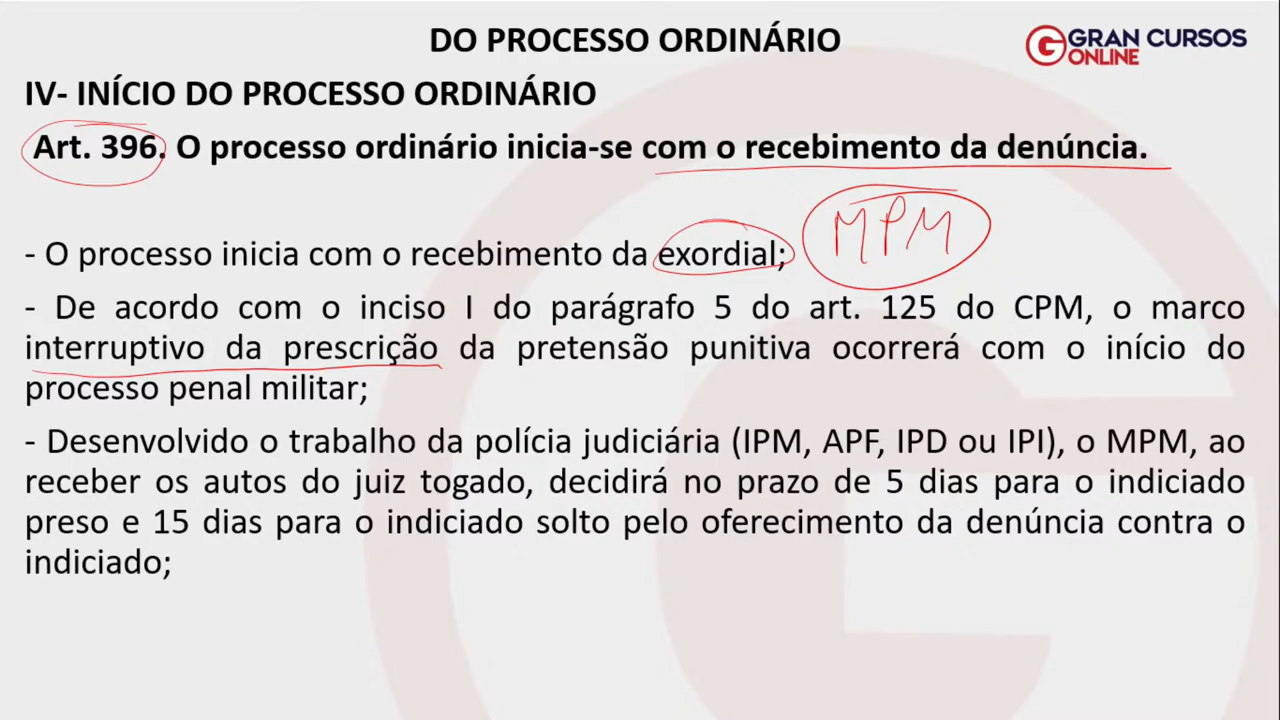 DO PROCESSO ORDINÁRIO
GRAN CURSOS
ONLINE
IV- INÍCIO DO PROCESSO ORDINÁRIO
Art. 396. O processo ordinário inicia-se com o recebimento da denúncia.
MPM
- O processo inicia com o recebimento da exordial;
- De acordo com o inciso I do parágrafo 5 do art. 125 do CPM, o marco
interruptivo da prescrição da pretensão punitiva ocorrerá com o início do
processo penal militar;
- Desenvolvido o trabalho da polícia judiciária (IPM, APF, IPD ou IPI), o MPM, ao
receber os autos do juiz togado, decidirá no prazo de 5 dias para o indiciado
preso e 15 dias para o indiciado solto pelo oferecimento da denúncia contra o
indiciado;